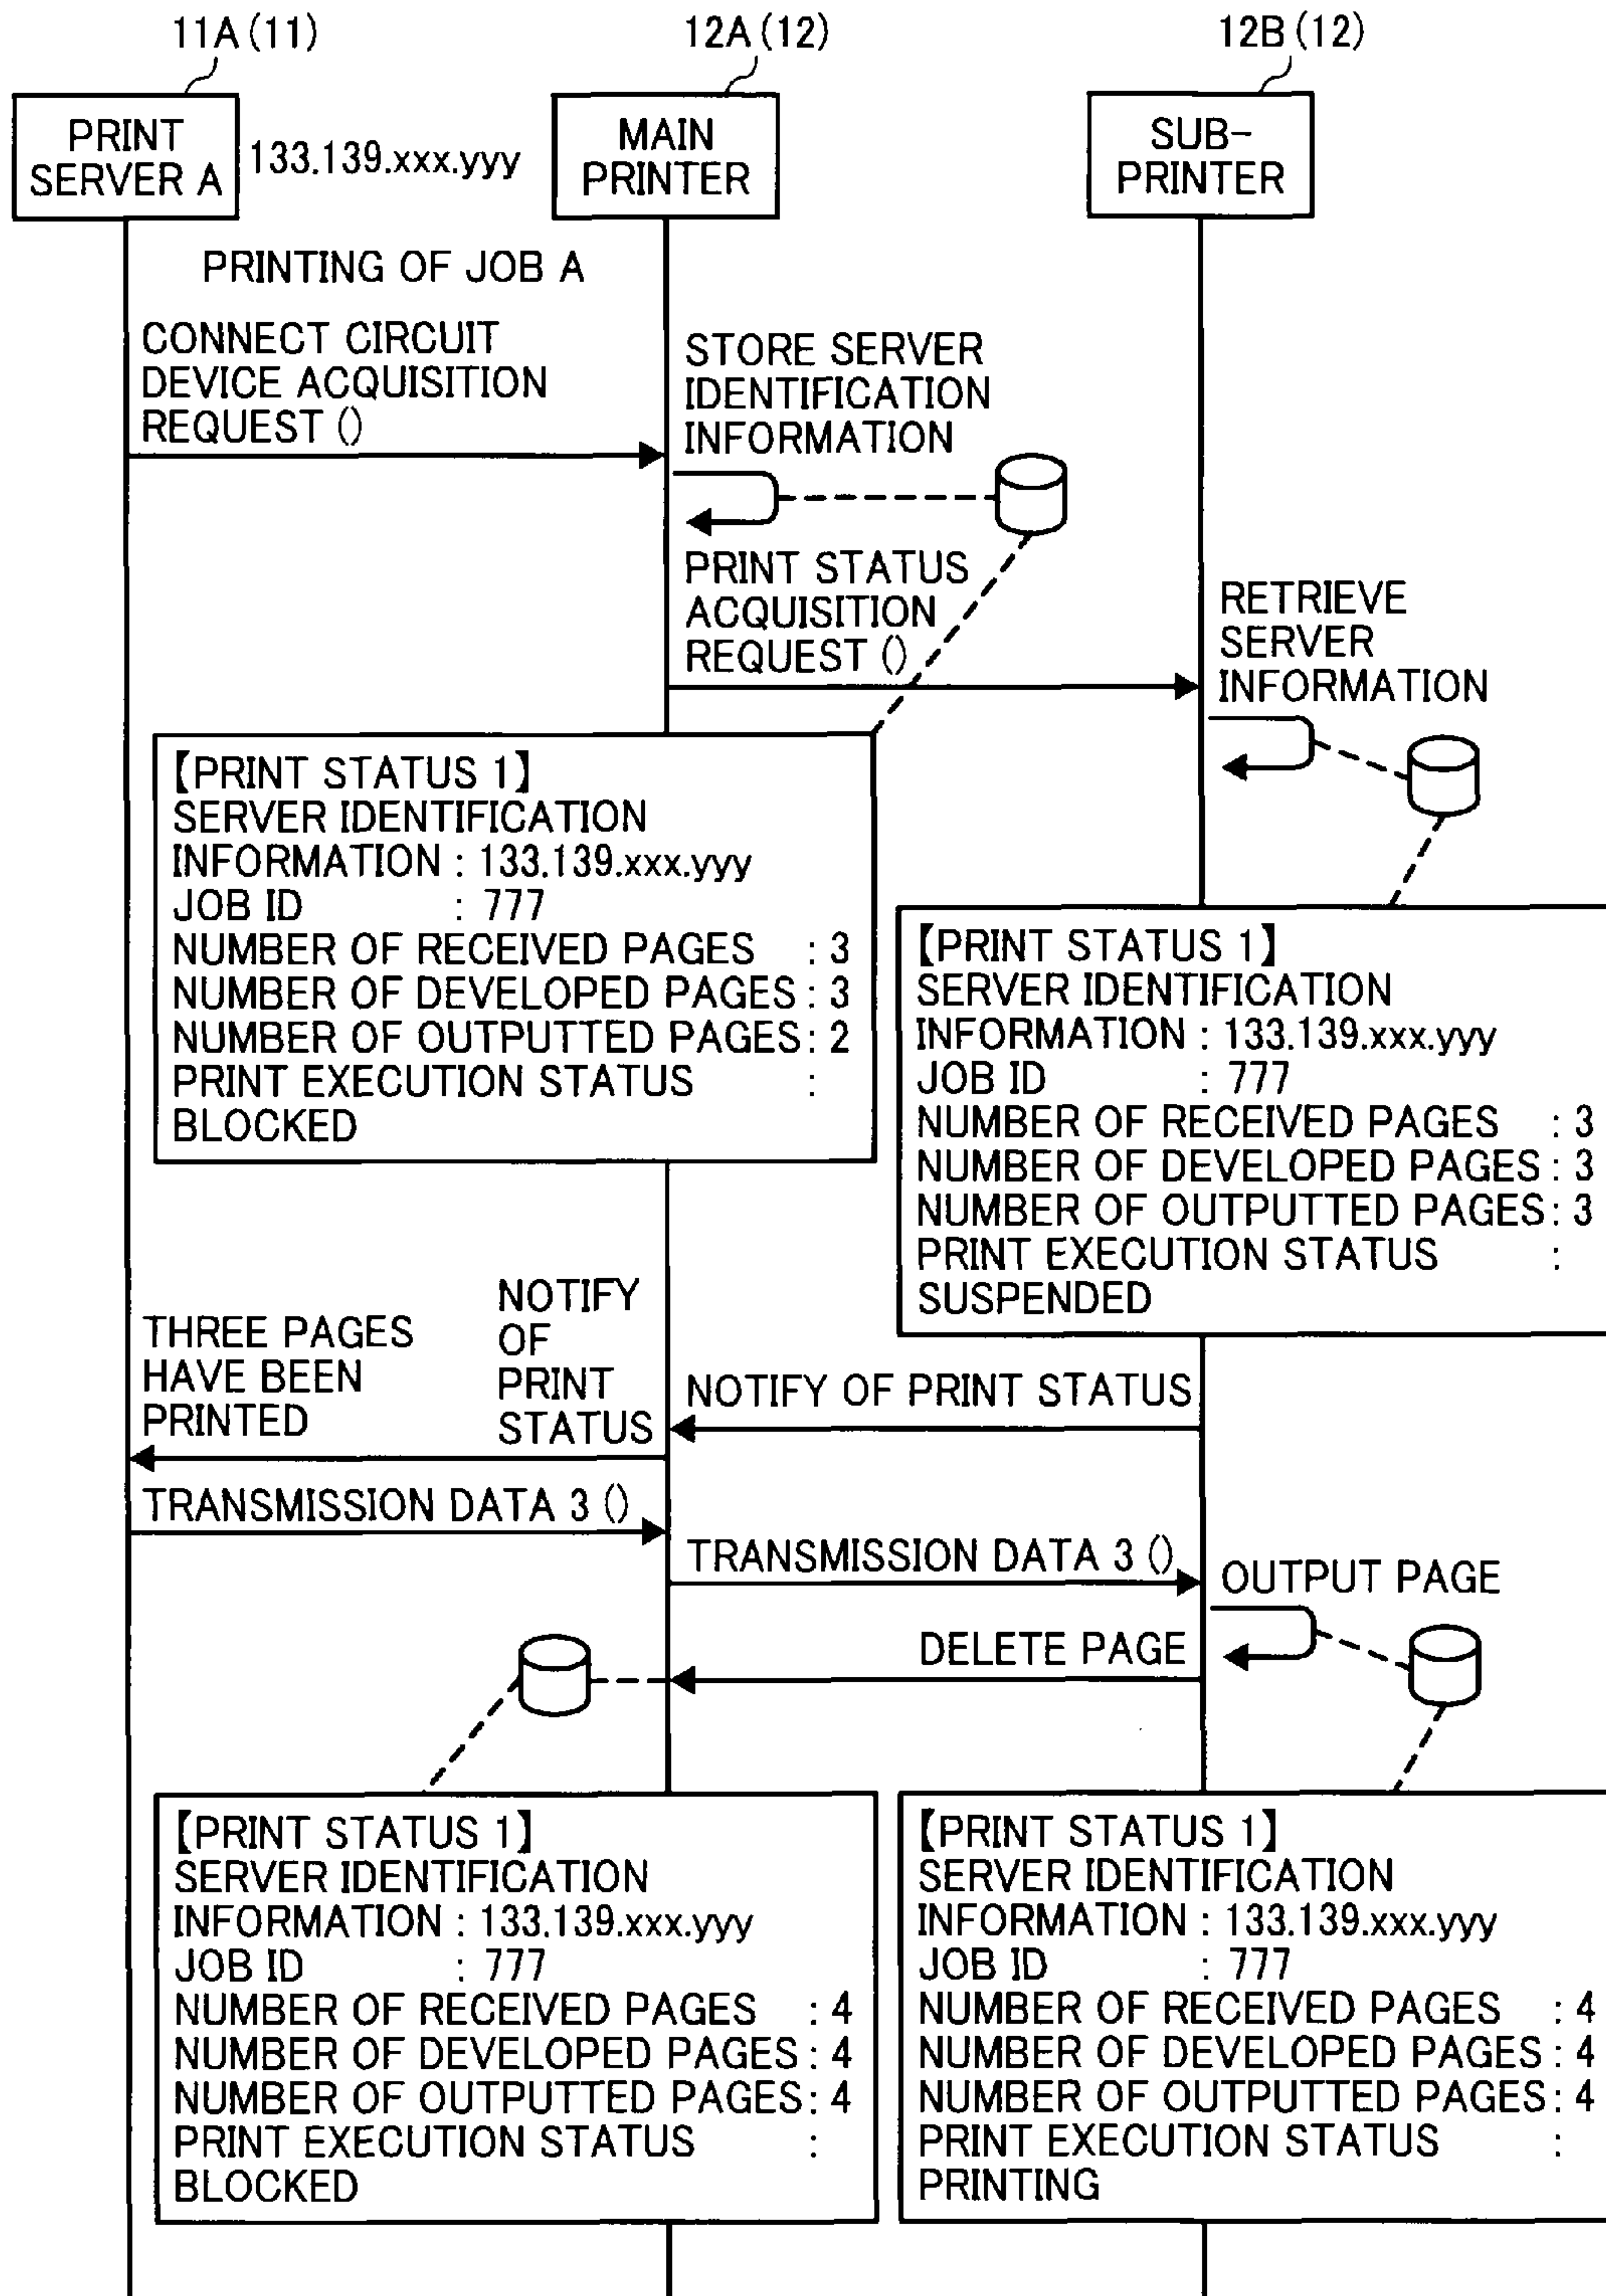 11A(11)
12A(12)
12B(12)
PRINT
SERVER A
133.139.xxx.yyy
MAIN
PRINTER
SUB-
PRINTER
PRINTING OF JOB A
CONNECT CIRCUIT
DEVICE ACQUISITION
REQUEST ()
STORE SERVER
IDENTIFICATION
INFORMATION
PRINT STATUS
ACQUISITION
REQUEST ()
RETRIEVE
SERVER
INFORMATION
【PRINT STATUS 1】
SERVER IDENTIFICATION
INFORMATION : 133.139.xxx.yyy
JOB ID : 777
NUMBER OF RECEIVED PAGES : 3
NUMBER OF DEVELOPED PAGES : 3
NUMBER OF OUTPUTTED PAGES : 2
PRINT EXECUTION STATUS :
BLOCKED
【PRINT STATUS 1】
SERVER IDENTIFICATION
INFORMATION : 133.139.xxx.yyy
JOB ID : 777
NUMBER OF RECEIVED PAGES : 3
NUMBER OF DEVELOPED PAGES : 3
NUMBER OF OUTPUTTED PAGES : 3
PRINT EXECUTION STATUS :
SUSPENDED
THREE PAGES
HAVE BEEN
PRINTED
NOTIFY
OF
PRINT
STATUS
NOTIFY OF PRINT STATUS
TRANSMISSION DATA 3 ()
TRANSMISSION DATA 3 ()
OUTPUT PAGE
DELETE PAGE
【PRINT STATUS 1】
SERVER IDENTIFICATION
INFORMATION : 133.139.xxx.yyy
JOB ID : 777
NUMBER OF RECEIVED PAGES : 4
NUMBER OF DEVELOPED PAGES : 4
NUMBER OF OUTPUTTED PAGES : 4
PRINT EXECUTION STATUS :
BLOCKED
【PRINT STATUS 1】
SERVER IDENTIFICATION
INFORMATION : 133.139.xxx.yyy
JOB ID : 777
NUMBER OF RECEIVED PAGES : 4
NUMBER OF DEVELOPED PAGES : 4
NUMBER OF OUTPUTTED PAGES : 4
PRINT EXECUTION STATUS :
PRINTING